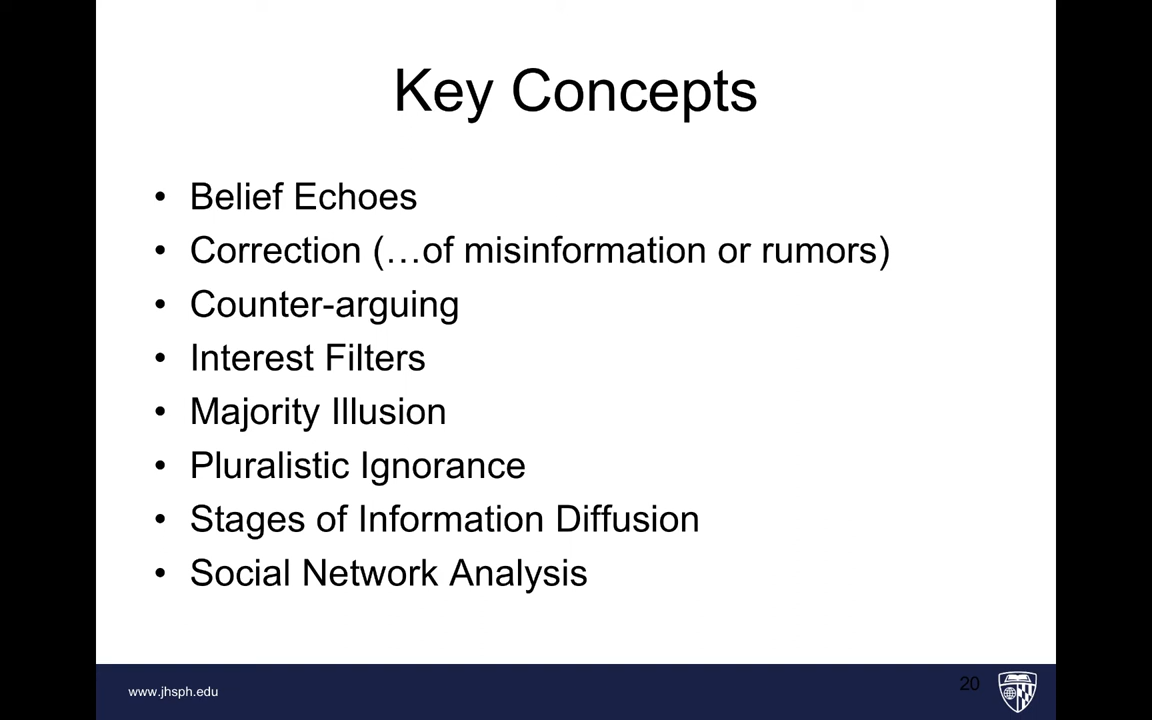 Key Concepts
• Belief Echoes
• Correction (…of misinformation or rumors)
• Counter-arguing
• Interest Filters
• Majority Illusion
• Pluralistic Ignorance
• Stages of Information Diffusion
• Social Network Analysis
www.jhsph.edu
20